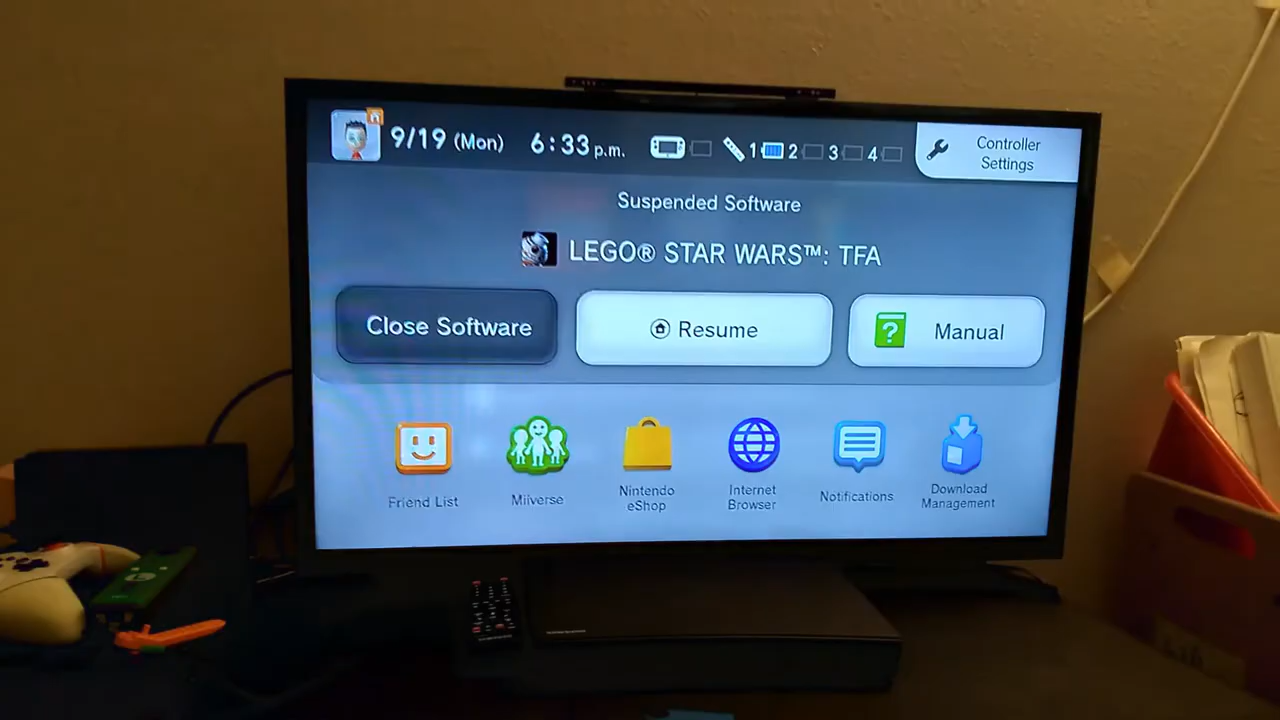 9/19 (Mon) 6:33 p.m. 1 2 3 4
Controller
Settings
Suspended Software
LEGO® STAR WARS™: TFA
Close Software
Resume
? Manual
Friend List
Miiverse
Nintendo
eShop
Internet
Browser
Notifications
Download
Management